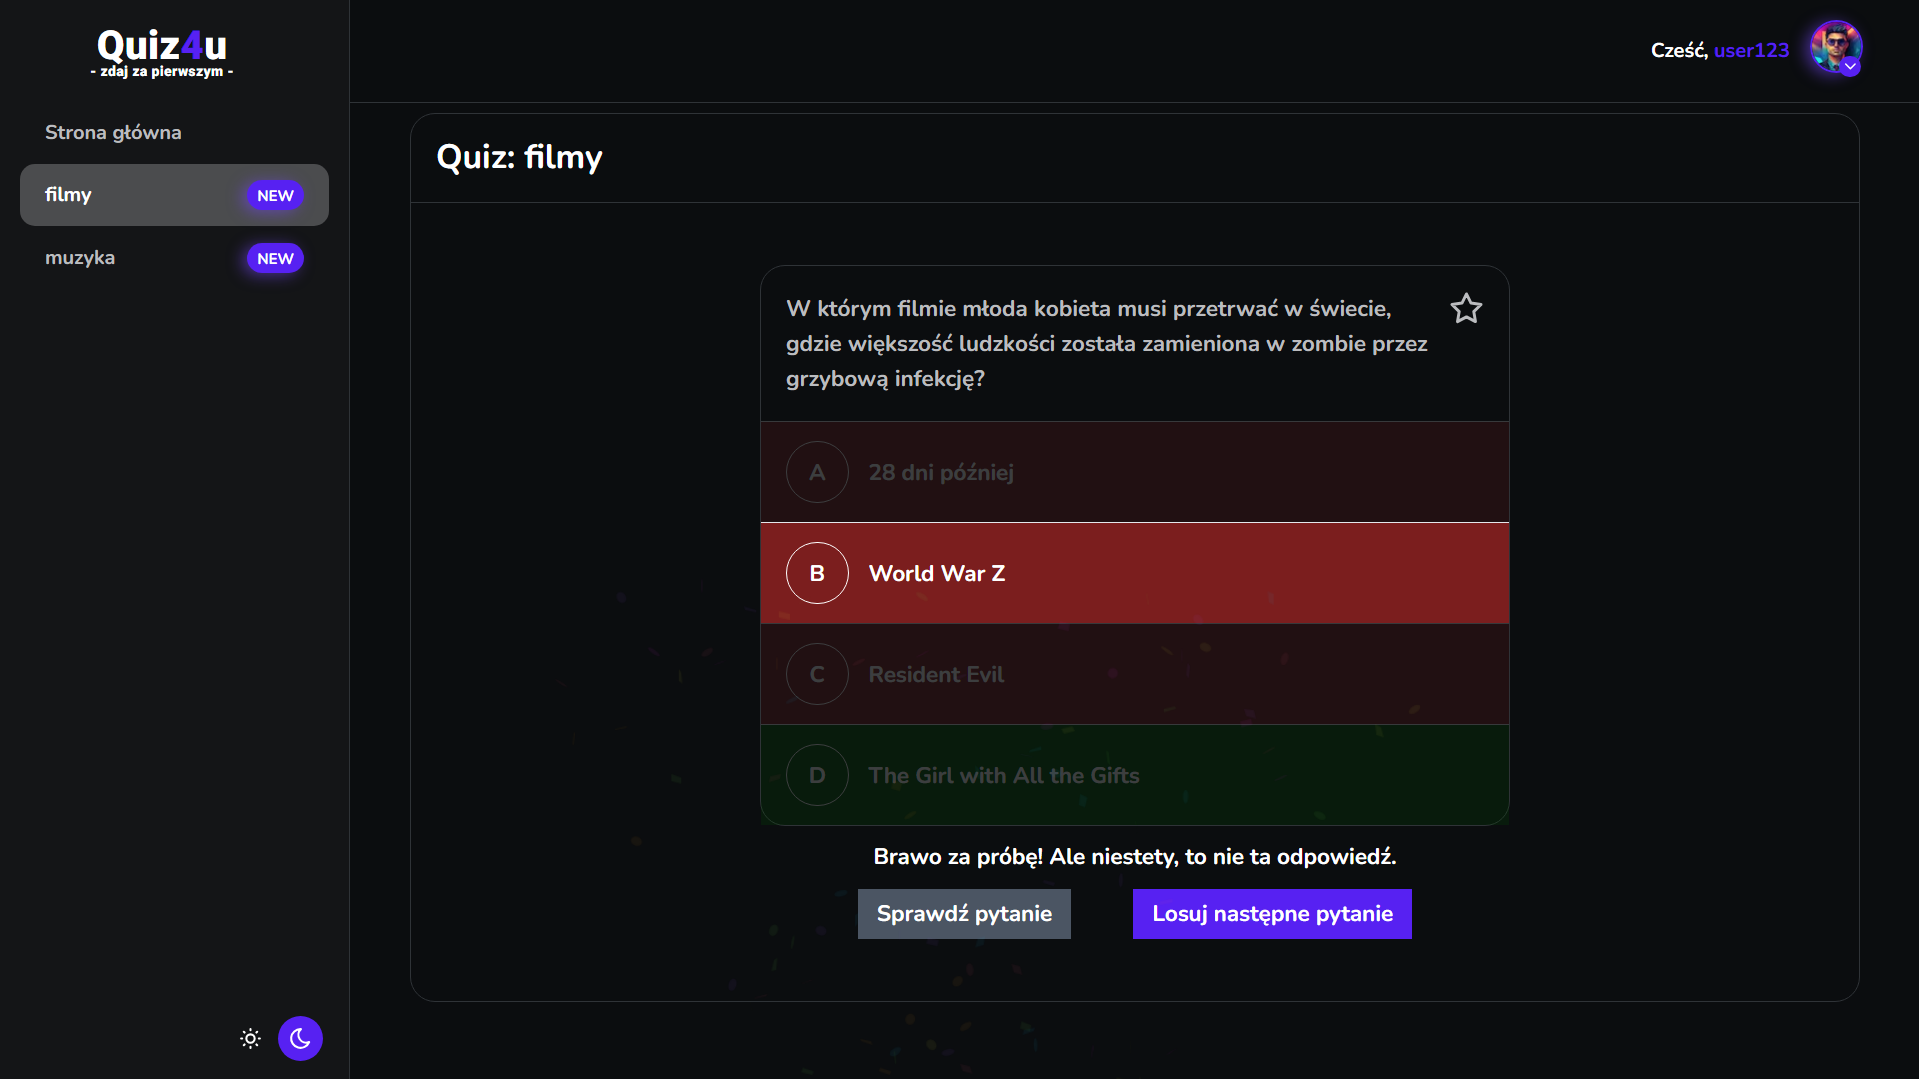 Quiz4u
- zdaj za pierwszym -
Cześć, user123
Strona główna
filmy NEW
muzyka NEW
Quiz: filmy
W którym filmie młoda kobieta musi przetrwać w świecie,
gdzie większość ludzkości została zamieniona w zombie przez
grzybową infekcję?
A 28 dni później
B World War Z
C Resident Evil
D The Girl with All the Gifts
Brawo za próbę! Ale niestety, to nie ta odpowiedź.
Sprawdź pytanie
Losuj następne pytanie